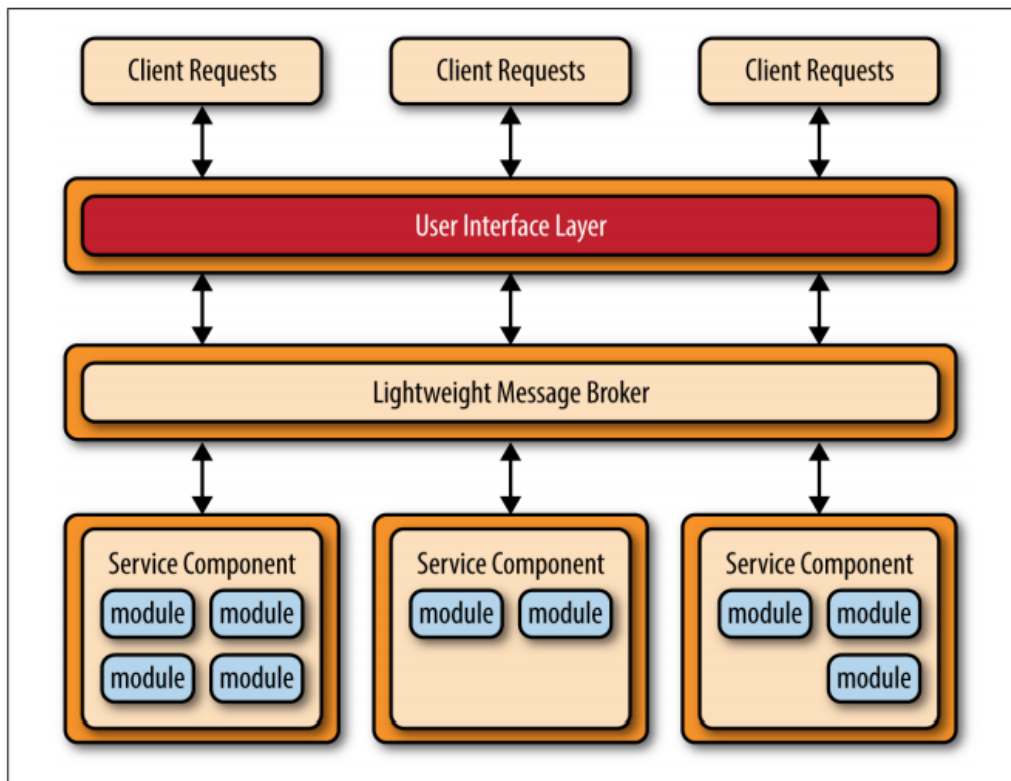 Client Requests
Client Requests
Client Requests
User Interface Layer
Lightweight Message Broker
Service Component
module module
module module
Service Component
module module
Service Component
module module
module